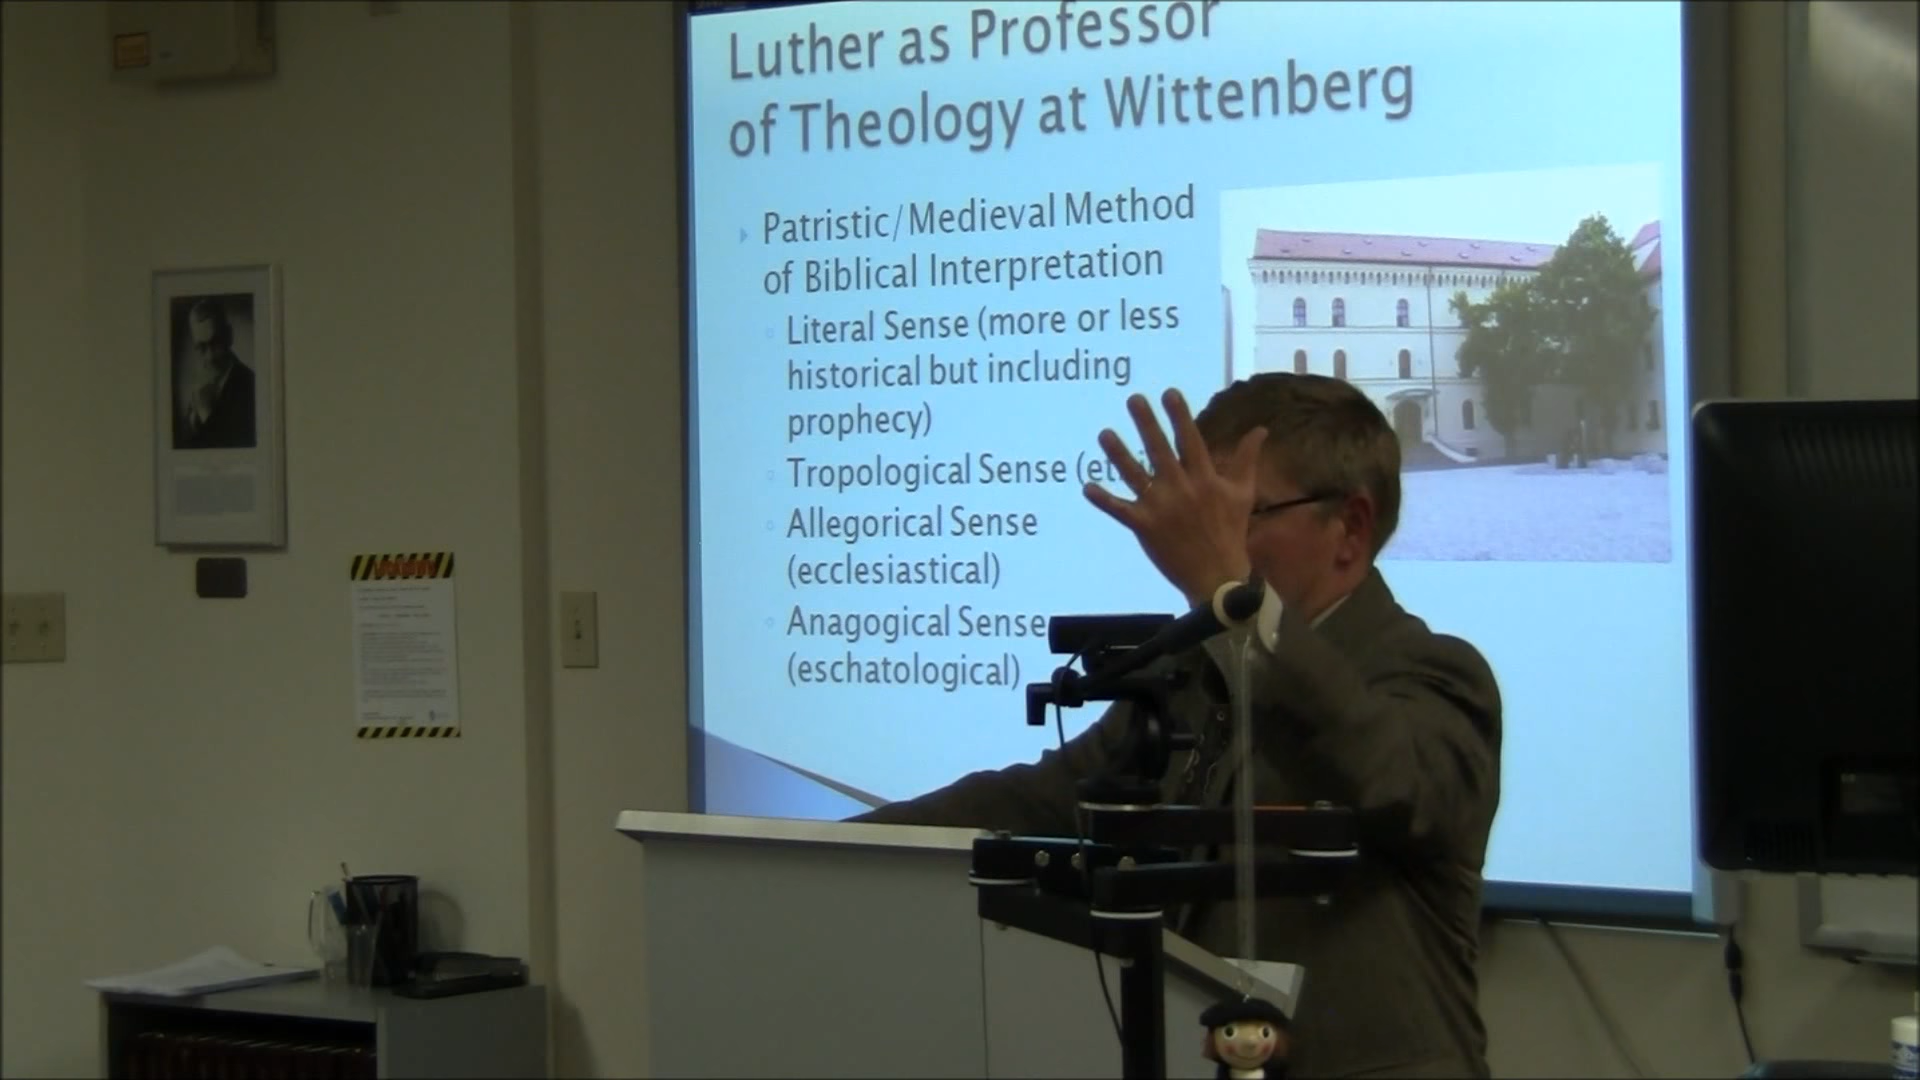 Luther as Professor
of Theology at Wittenberg
Patristic/Medieval Method
of Biblical Interpretation
Literal Sense (more or less
historical but including
prophecy)
Tropological Sense
Allegorical Sense
(ecclesiastical)
Anagogical Sense
(eschatological)